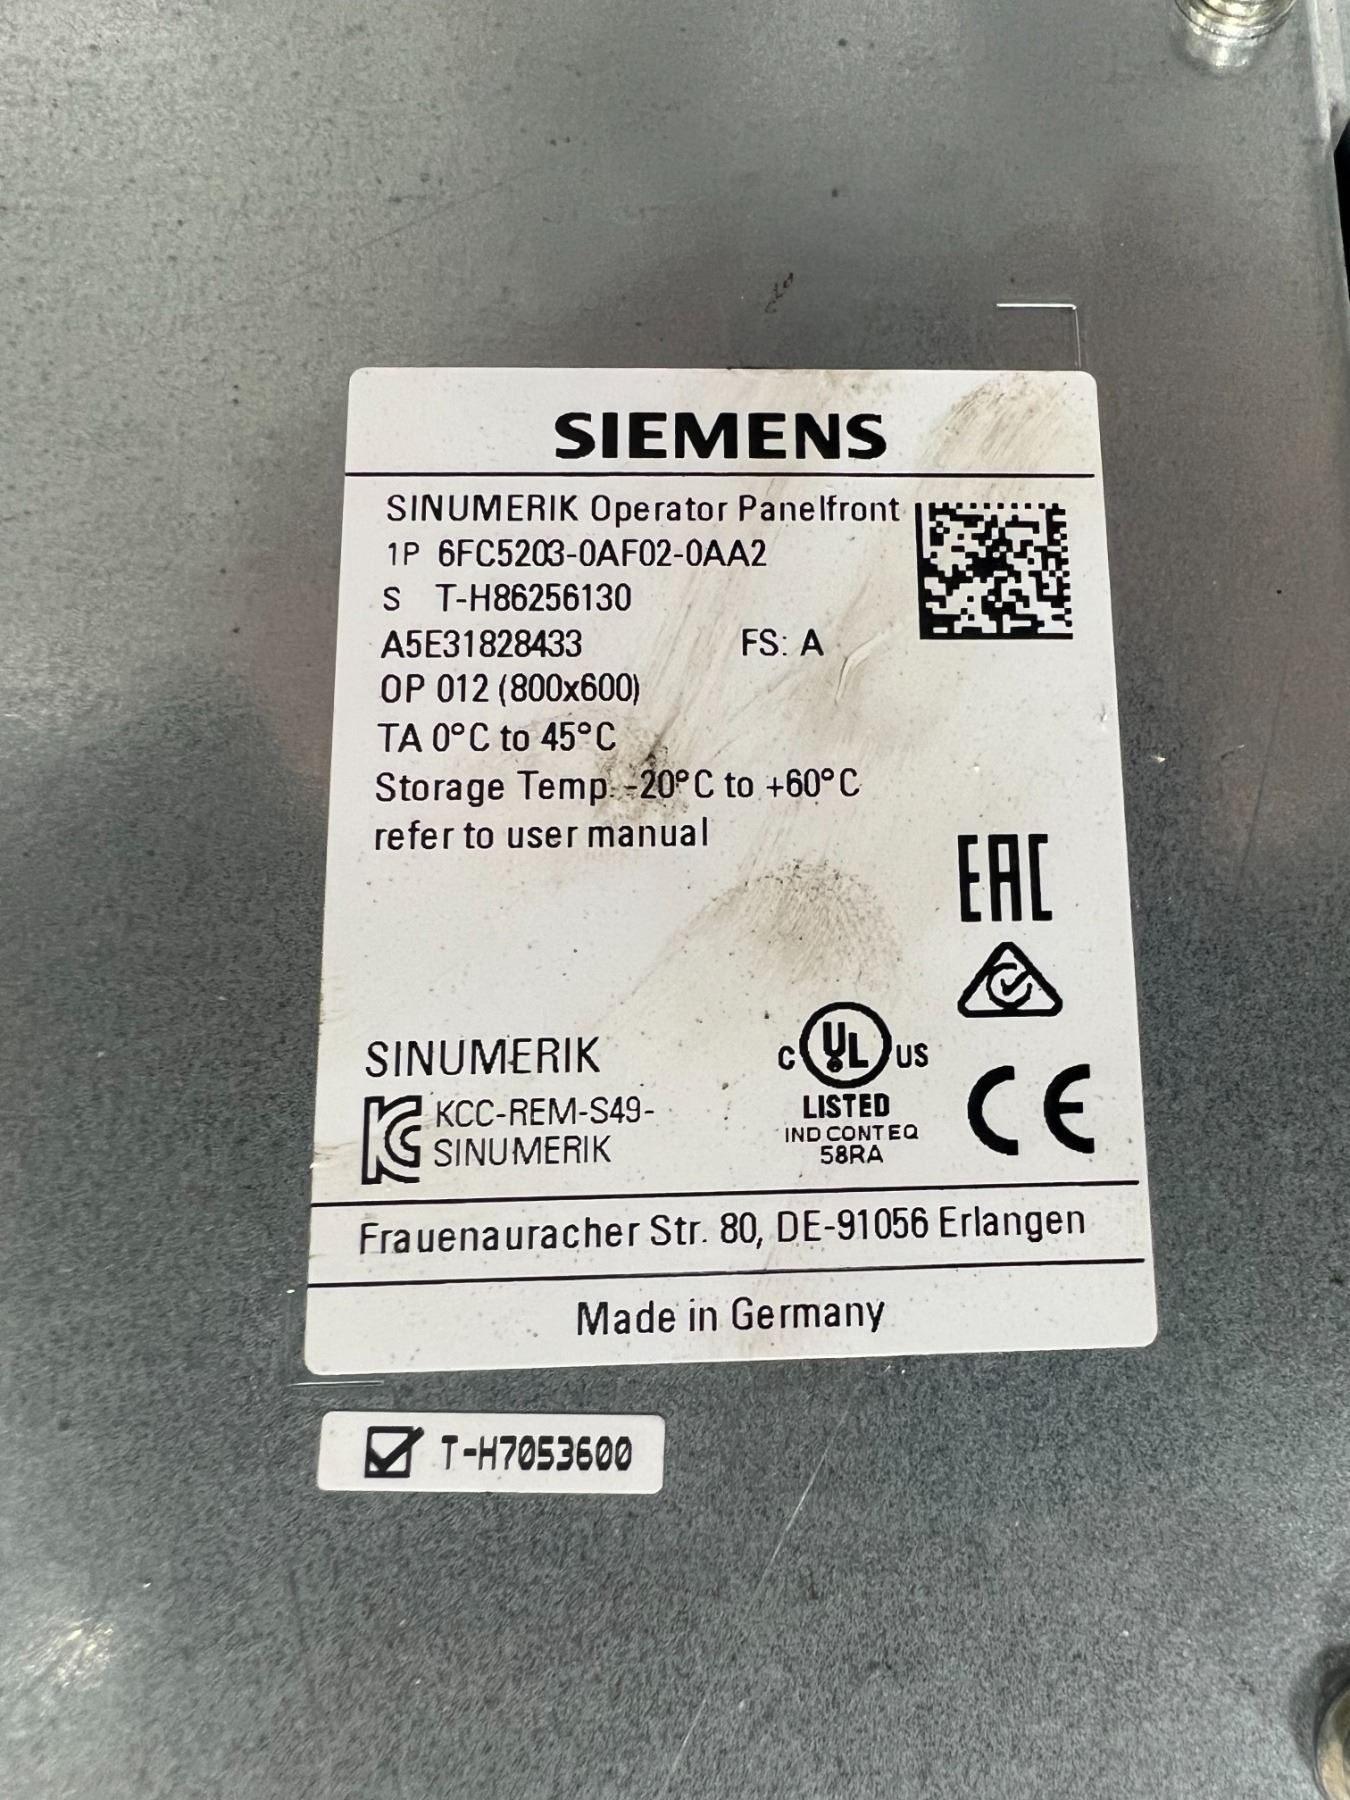 SIEMENS
SINUMERIK Operator Panelfront
1P 6FC5203-0AF02-0AA2
S T-H86256130
A5E31828433 FS: A
OP 012 (800x600)
TA 0°C to 45°C
Storage Temp. -20°C to +60°C
refer to user manual
EAC
SINUMERIK
KCC-REM-S49-
SINUMERIK
C UL US
LISTED
IND CONT EQ
58RA
CE
Frauenauracher Str. 80, DE-91056 Erlangen
Made in Germany
T-H7053600